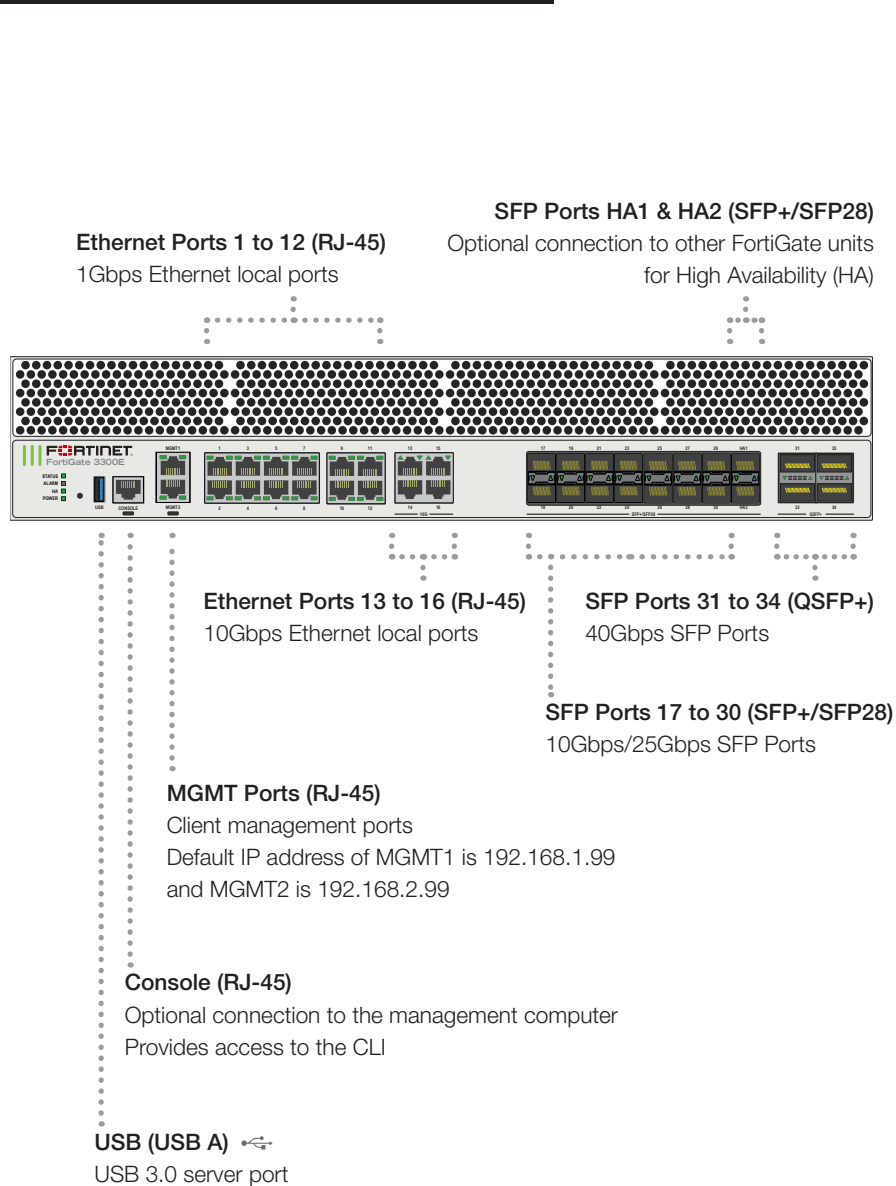 SFP Ports HA1 & HA2 (SFP+/SFP28)
Optional connection to other FortiGate units
for High Availability (HA)
Ethernet Ports 1 to 12 (RJ-45)
1Gbps Ethernet local ports
FORTINET
FortiGate 3300E
STATUS
ALARM
HA
POWER
USB
CONSOLE
MGMT1
MGMT2
1 3 5 7 9 11 13 15
2 4 6 8 10 12 14 16
10G
17 19 21 23 25 27 29 HA1
18 20 22 24 26 28 30 HA2
SFP+/SFP28
31 33
32 34
QSFP+
Ethernet Ports 13 to 16 (RJ-45)
10Gbps Ethernet local ports
SFP Ports 31 to 34 (QSFP+)
40Gbps SFP Ports
SFP Ports 17 to 30 (SFP+/SFP28)
10Gbps/25Gbps SFP Ports
MGMT Ports (RJ-45)
Client management ports
Default IP address of MGMT1 is 192.168.1.99
and MGMT2 is 192.168.2.99
Console (RJ-45)
Optional connection to the management computer
Provides access to the CLI
USB (USB A)
USB 3.0 server port